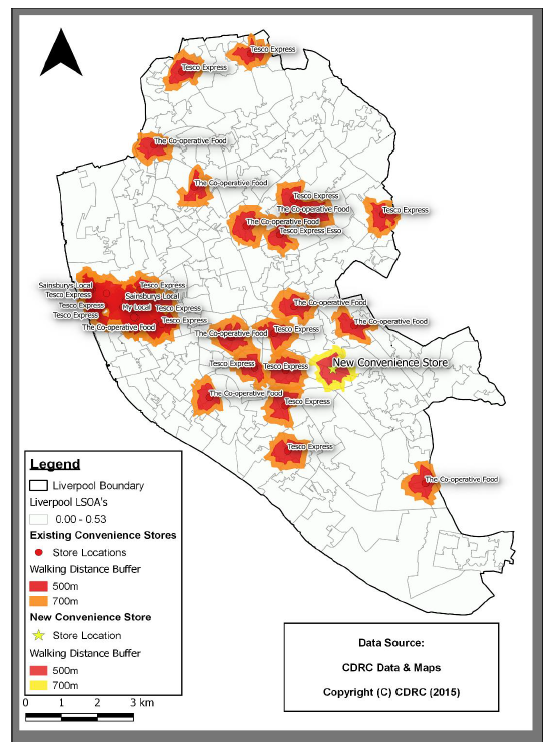 Tesco Express
Tesco Express
The Co-operative Food
The Co-operative Food
Tesco Express
The Co-operative Food
Tesco Express
The Co-operative Food
Tesco Express Esso
Sainsburys Local
Tesco Express
Tesco Express
Sainsburys Local
Tesco Express
My Local
Tesco Express
Tesco Express
Tesco Express
The Co-operative Food
The Co-operative Food
The Co-operative Food
The Co-operative Food
Tesco Express
Tesco Express
Tesco Express
New Convenience Store
The Co-operative Food
Tesco Express
Tesco Express
The Co-operative Food
Legend
Liverpool Boundary
Liverpool LSOA's
0.00 - 0.53
Existing Convenience Stores
Store Locations
Walking Distance Buffer
500m
700m
New Convenience Store
Store Location
Walking Distance Buffer
500m
700m
0 1 2 3 km
Data Source:
CDRC Data & Maps
Copyright (C) CDRC (2015)